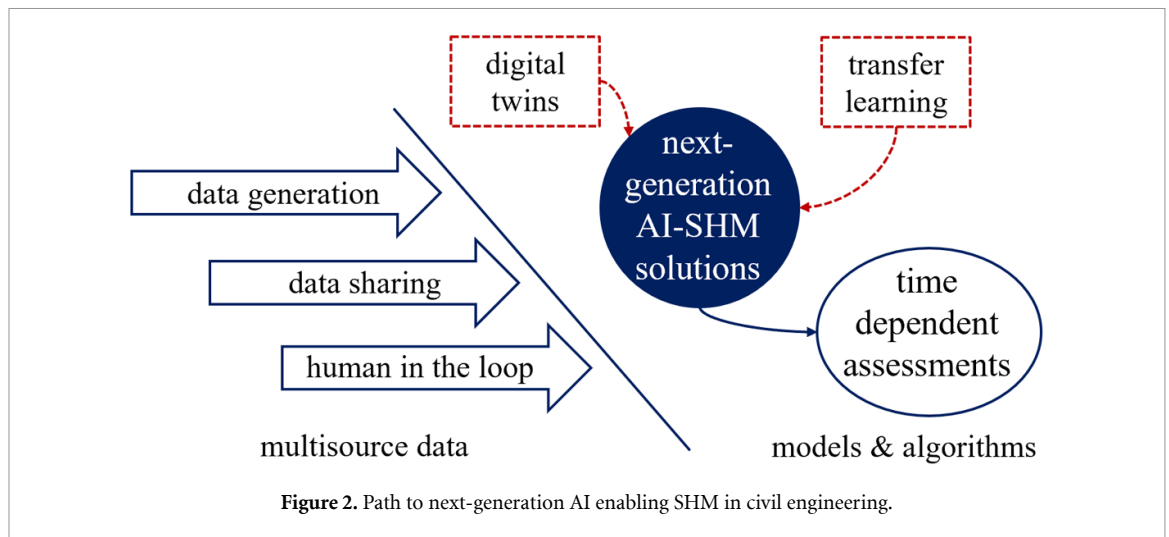 digital
twins
transfer
learning
next-
generation
AI-SHM
solutions
data generation
data sharing
human in the loop
time
dependent
assessments
multisource data
models & algorithms
Figure 2. Path to next-generation AI enabling SHM in civil engineering.